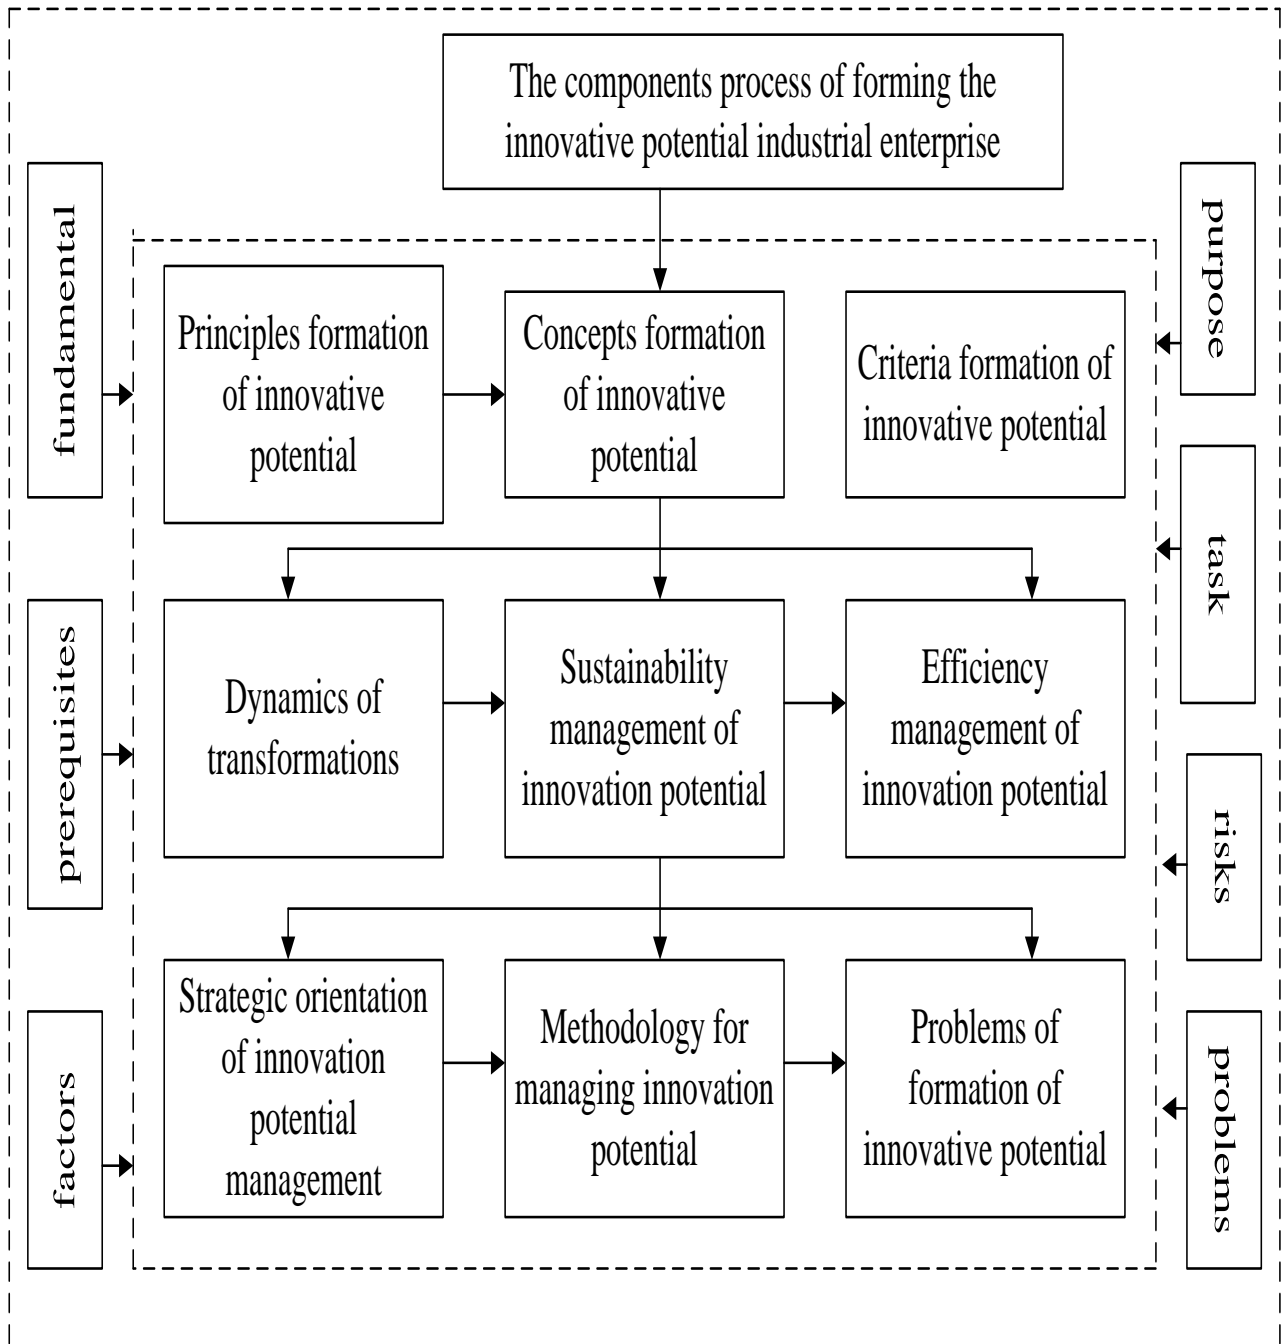 The components process of forming the
innovative potential industrial enterprise
fundamental
purpose
Principles formation
of innovative
potential
Concepts formation
of innovative
potential
Criteria formation of
innovative potential
task
prerequisites
Dynamics of
transformations
Sustainability
management of
innovation potential
Efficiency
management of
innovation potential
risks
factors
Strategic orientation
of innovation
potential
management
Methodology for
managing innovation
potential
Problems of
formation of
innovative potential
problems